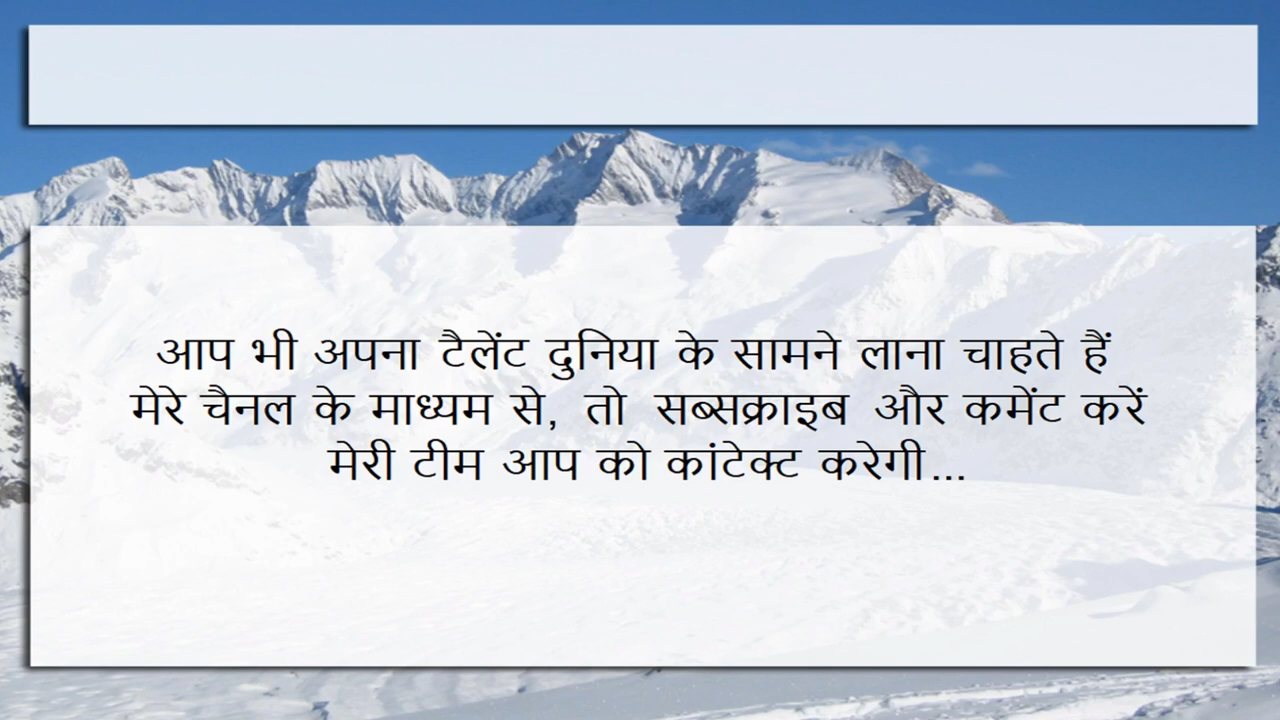 आप भी अपना टैलेंट दुनिया के सामने लाना चाहते हैं
मेरे चैनल के माध्यम से, तो सब्सक्राइब और कमेंट करें
मेरी टीम आप को कांटेक्ट करेगी...